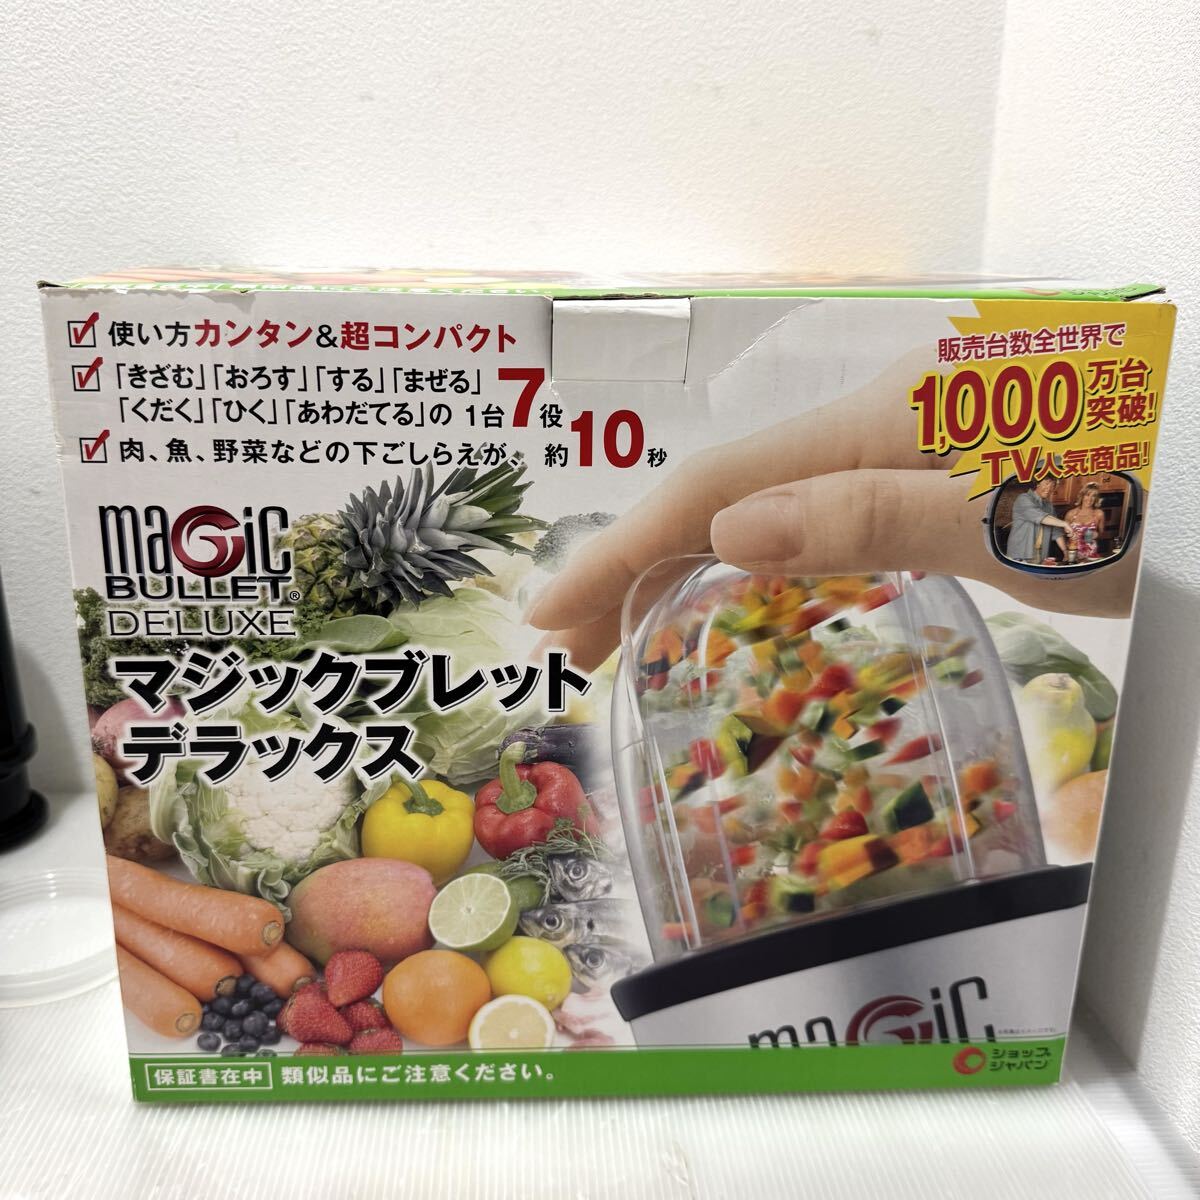 使い方カンタン&超コンパクト
「きざむ」「おろす」「する」「まぜる」
「くだく」「ひく」「あわだてる」の1台7役
肉、魚、野菜などの下ごしらえが、約10秒
販売台数全世界で
1,000万台
突破!
TV人気商品!
magic
BULLET®
DELUXE
マジックブレット
デラックス
magic
保証書在中 類似品にご注意ください。
ショップ
ジャパン